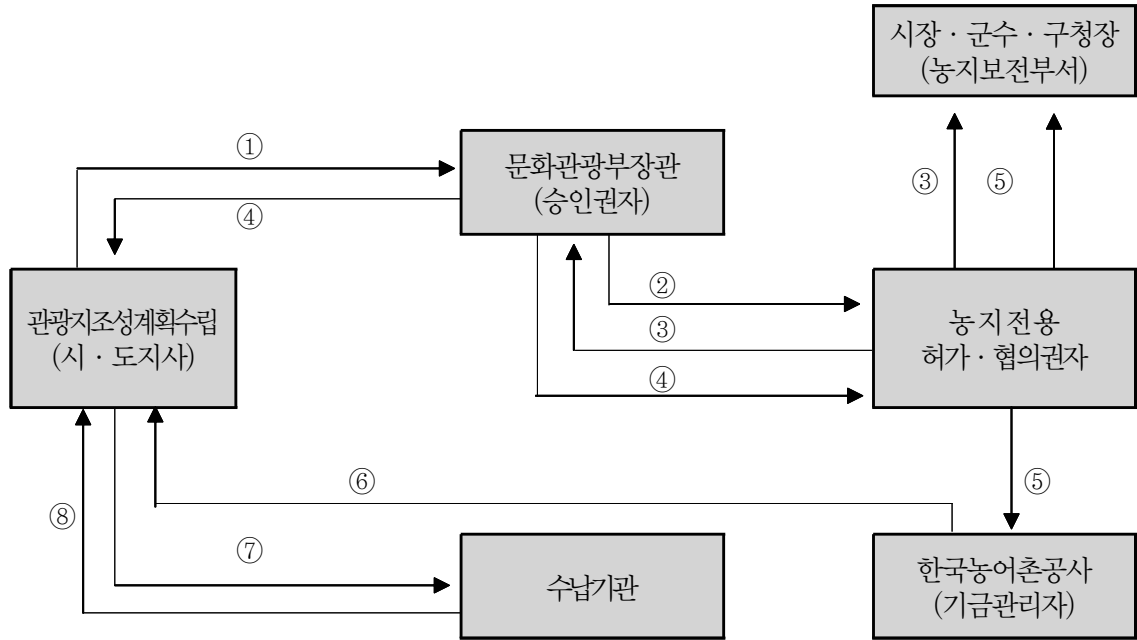 시장 · 군수 · 구청장
(농지보전부서)
①
문화관광부장관
(승인권자)
③
⑤
④
②
관광지조성계획수립
(시 · 도지사)
③
농지전용
허가 · 협의권자
④
⑥
⑤
⑧
⑦
수납기관
한국농어촌공사
(기금관리자)